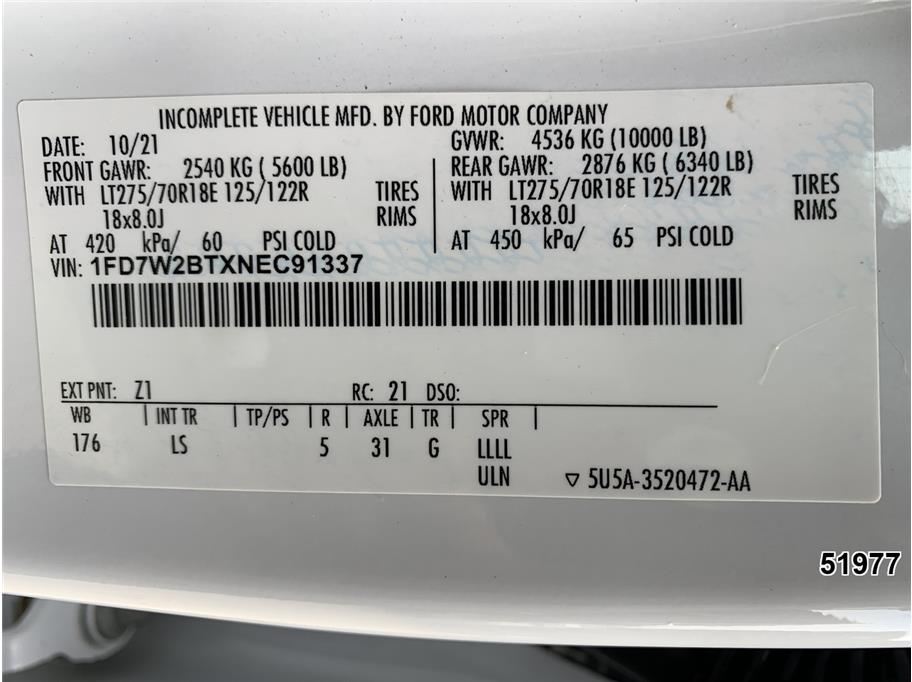 INCOMPLETE VEHICLE MFD. BY FORD MOTOR COMPANY
DATE: 10/21 GVWR: 4536 KG (10000 LB)
FRONT GAWR: 2540 KG ( 5600 LB) REAR GAWR: 2876 KG ( 6340 LB)
WITH LT275/70R18E 125/122R TIRES WITH LT275/70R18E 125/122R TIRES
18x8.0J RIMS 18x8.0J RIMS
AT 420 kPa/ 60 PSI COLD AT 450 kPa/ 65 PSI COLD
VIN: 1FD7W2BTXNEC91337
EXT PNT: Z1 RC: 21 DSO:
WB | INT TR | TP/PS | R | AXLE | TR | SPR |
176 LS 5 31 G LLLL
ULN ▽ 5U5A-3520472-AA
51977